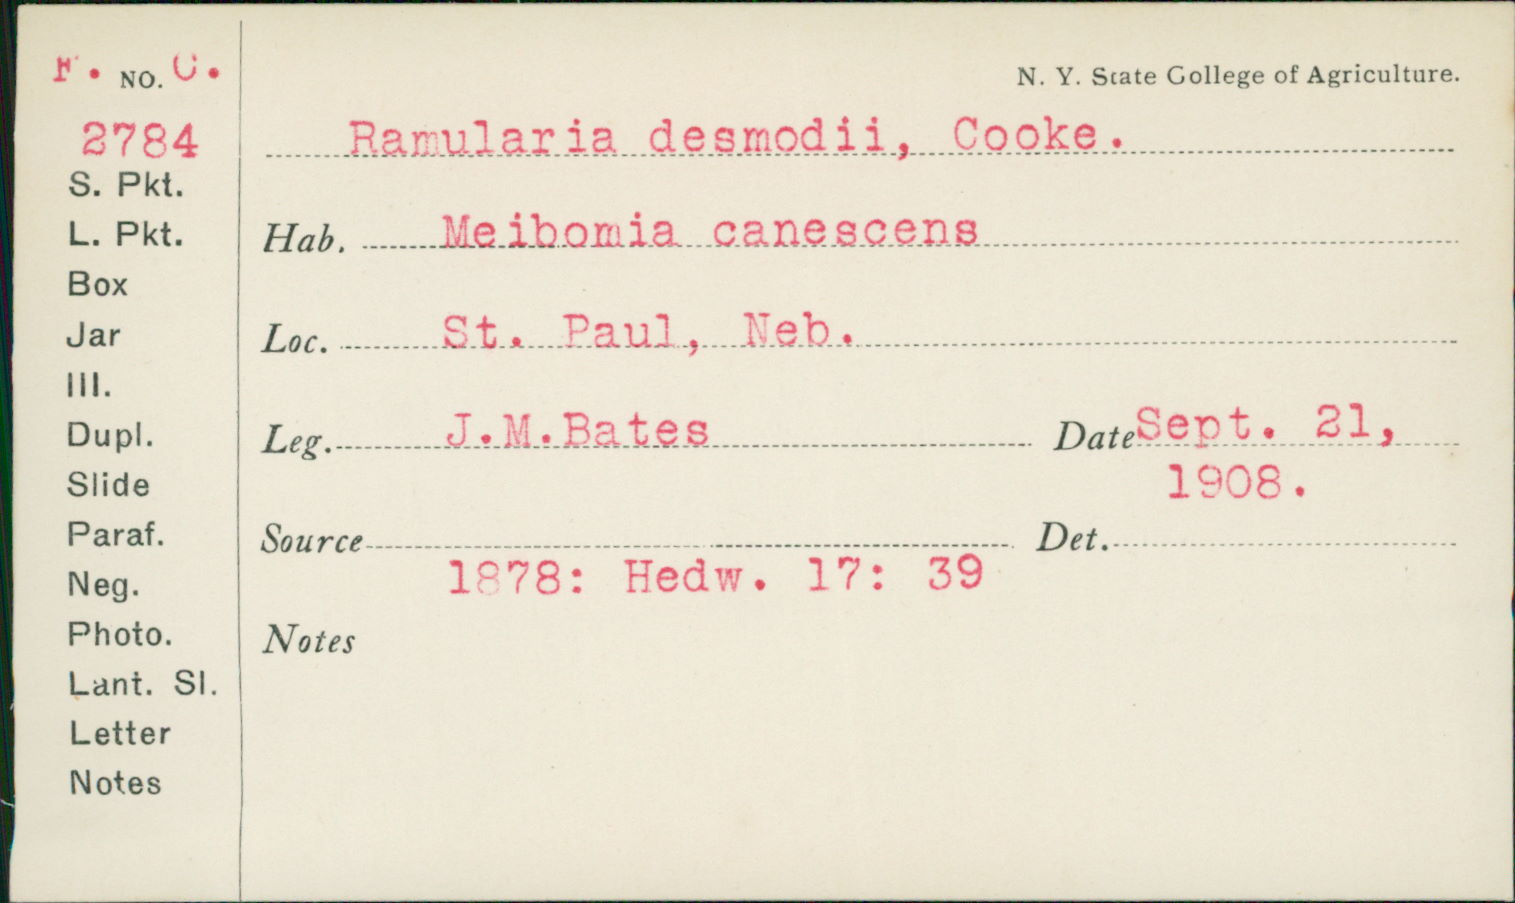 F. NO. C.
2784
S. Pkt.
L. Pkt.
Box
Jar
Ill.
Dupl.
Slide
Paraf.
Neg.
Photo.
Lant. Sl.
Letter
Notes
N. Y. State College of Agriculture.
Ramularia desmodii, Cooke.
Hab. Meibomia canescens
Loc. St. Paul, Neb.
Leg. J.M.Bates Date Sept. 21,
1908.
Source Det.
1878: Hedw. 17: 39
Notes